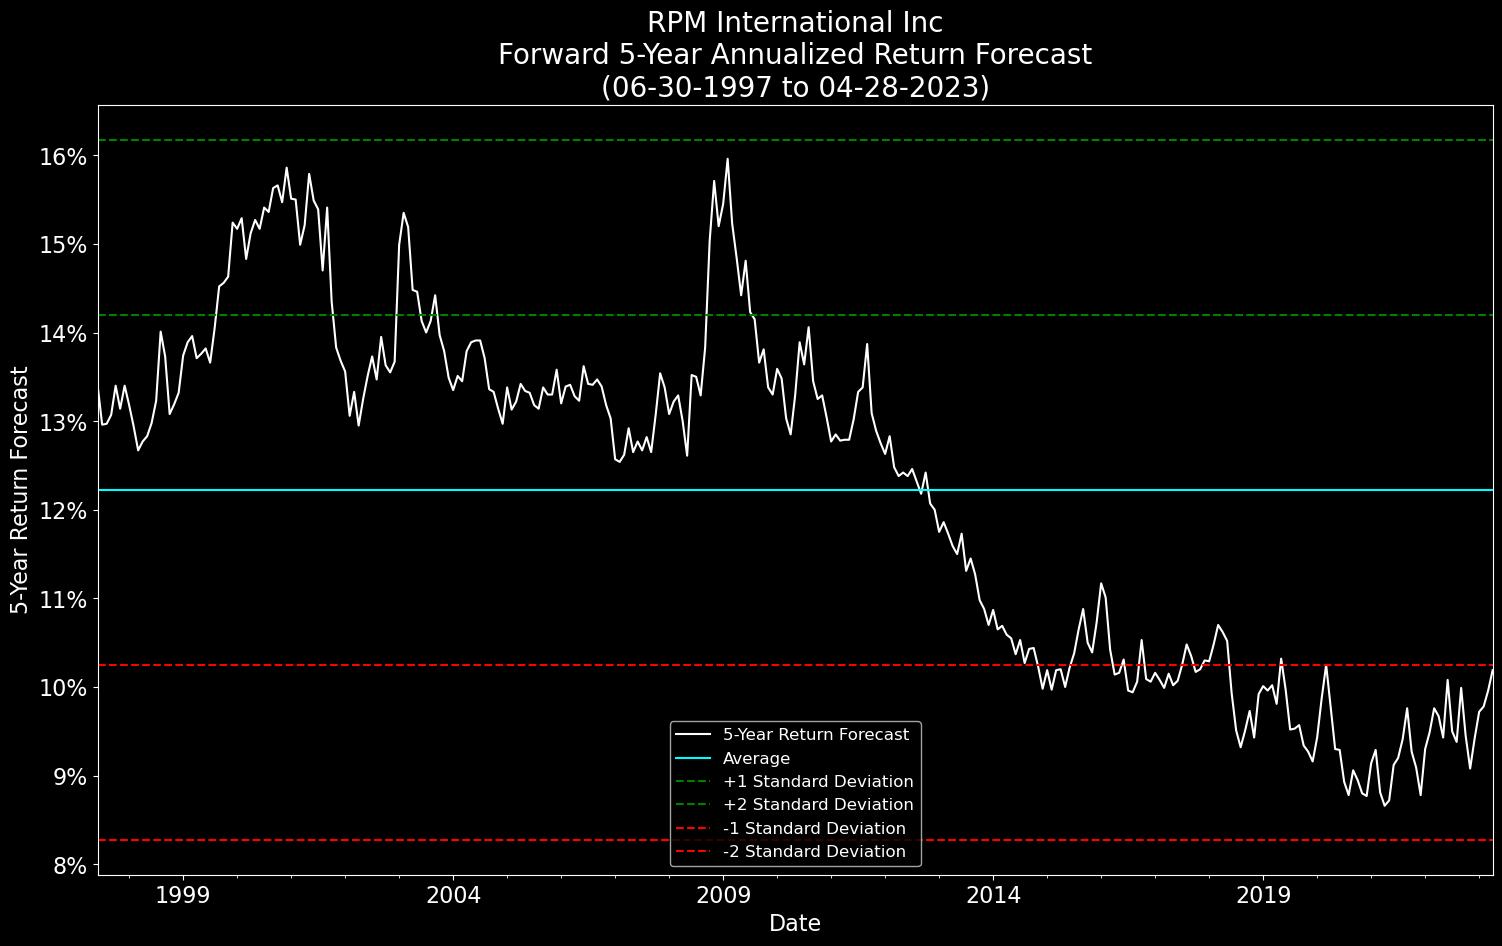 RPM International Inc
Forward 5-Year Annualized Return Forecast
(06-30-1997 to 04-28-2023)
5-Year Return Forecast
16%
15%
14%
13%
12%
11%
10%
9%
8%
5-Year Return Forecast
Average
+1 Standard Deviation
+2 Standard Deviation
-1 Standard Deviation
-2 Standard Deviation
1999 2004 2009 2014 2019
Date